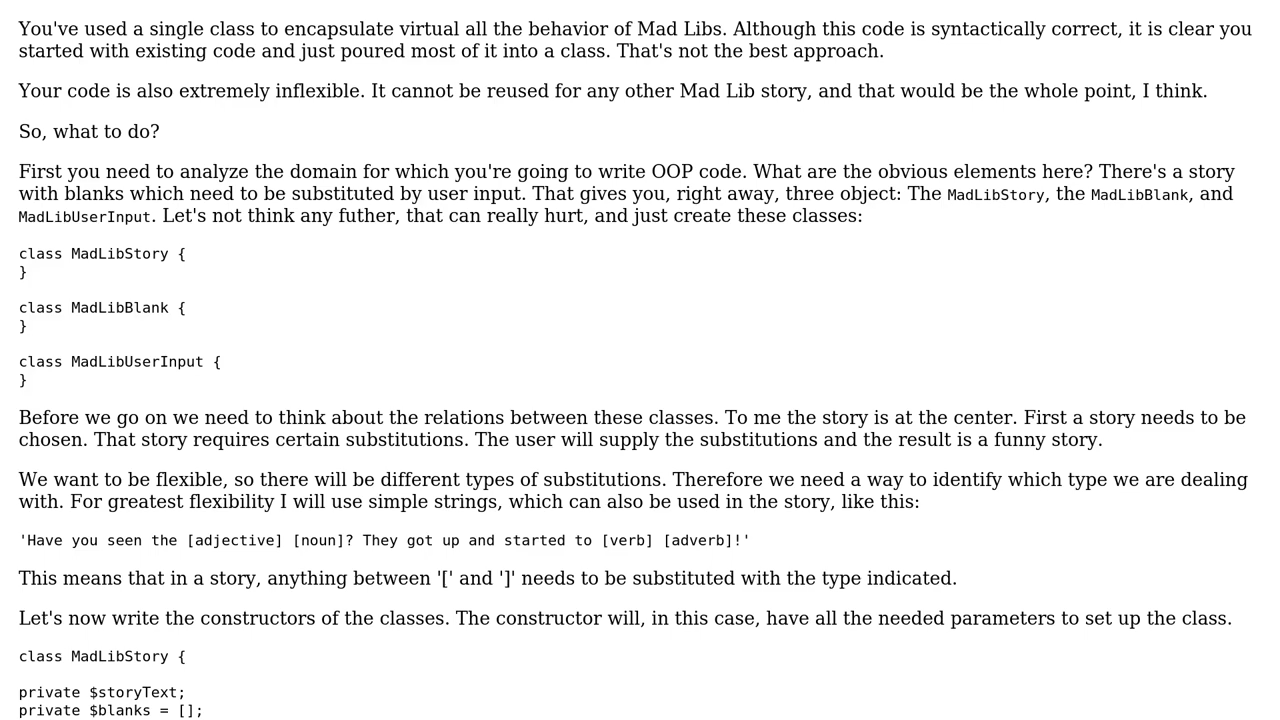 You've used a single class to encapsulate virtual all the behavior of Mad Libs. Although this code is syntactically correct, it is clear you
started with existing code and just poured most of it into a class. That's not the best approach.
Your code is also extremely inflexible. It cannot be reused for any other Mad Lib story, and that would be the whole point, I think.
So, what to do?
First you need to analyze the domain for which you're going to write OOP code. What are the obvious elements here? There's a story
with blanks which need to be substituted by user input. That gives you, right away, three object: The MadLibStory, the MadLibBlank, and
MadLibUserInput. Let's not think any futher, that can really hurt, and just create these classes:
class MadLibStory {
}
class MadLibBlank {
}
class MadLibUserInput {
}
Before we go on we need to think about the relations between these classes. To me the story is at the center. First a story needs to be
chosen. That story requires certain substitutions. The user will supply the substitutions and the result is a funny story.
We want to be flexible, so there will be different types of substitutions. Therefore we need a way to identify which type we are dealing
with. For greatest flexibility I will use simple strings, which can also be used in the story, like this:
'Have you seen the [adjective] [noun]? They got up and started to [verb] [adverb]!'
This means that in a story, anything between '[' and ']' needs to be substituted with the type indicated.
Let's now write the constructors of the classes. The constructor will, in this case, have all the needed parameters to set up the class.
class MadLibStory {
private $storyText;
private $blanks = [];